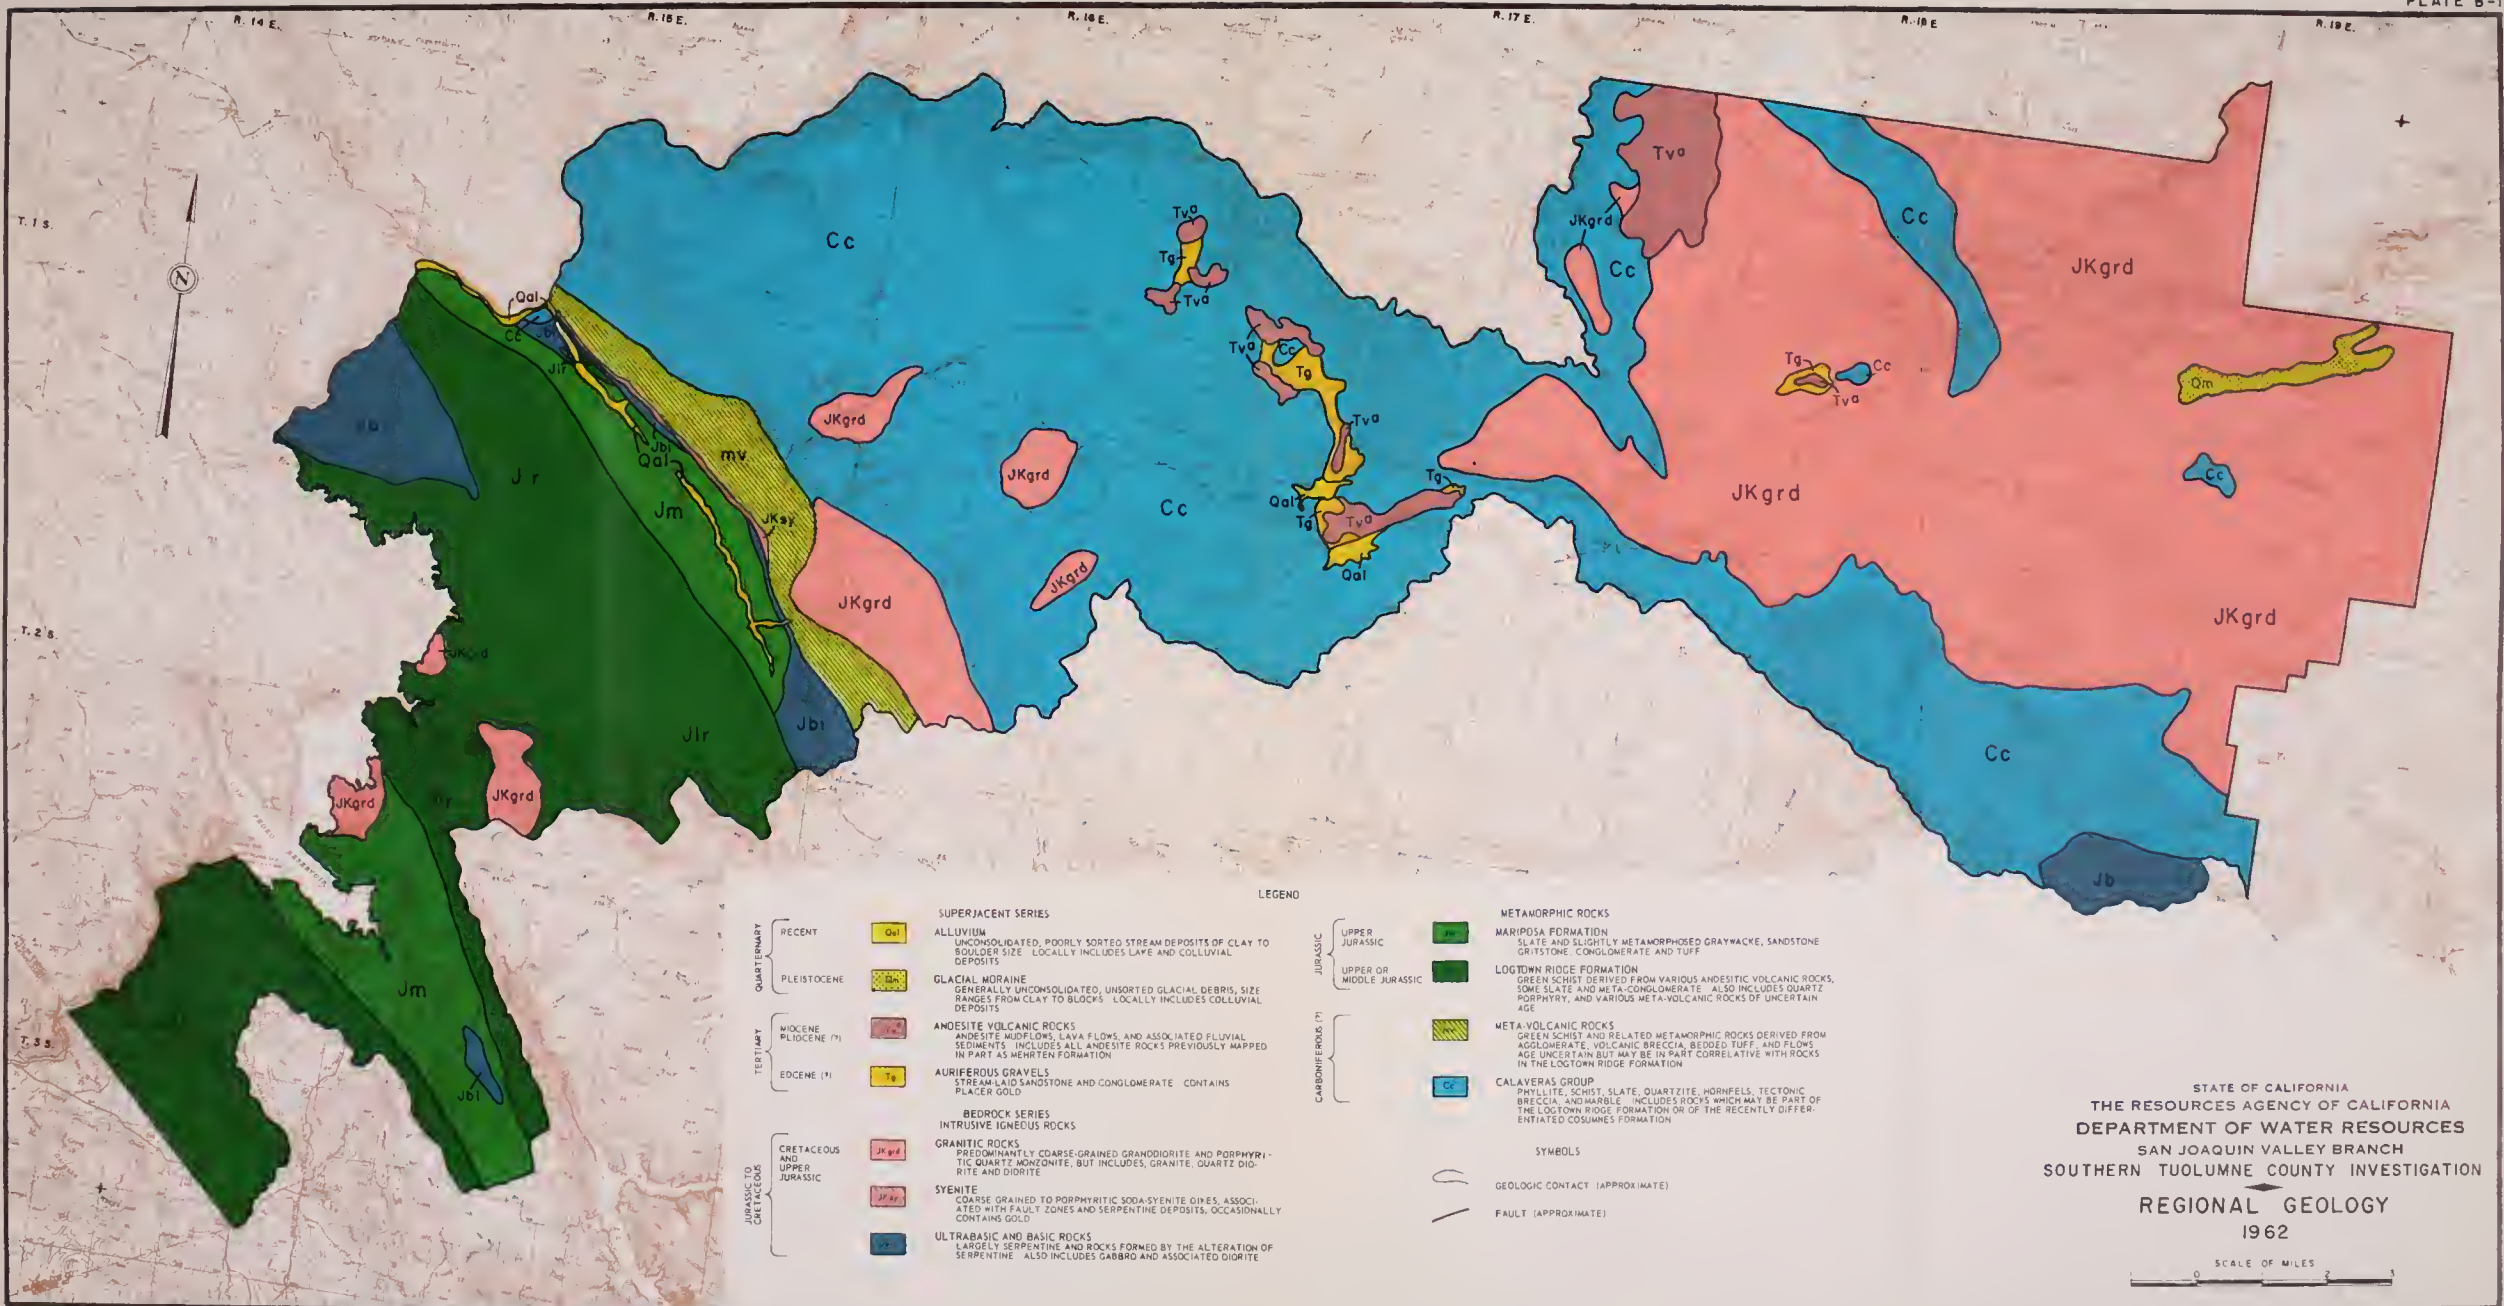 PLATE B-1
R. 14 E.
R. 15 E.
R. 16 E.
R. 17 E.
R. 18 E
R. 19 E.
T. 1 S.
T. 2 S.
T. 3 S.
N
Cc
Tva
Tg
Tva
Tva
JKgrd
Cc
Cc
JKgrd
Qal
Cc
Jbi
Jlr
Tva
Cc
Tg
Tg
Cc
Tva
Qm
JKgrd
Tva
Jbi
Qal
mv
JKgrd
Tg
Cc
JKgrd
Jm
JKsy
Cc
Qal
Tg
Tva
Qal
JKgrd
JKgrd
JKgrd
JKgrd
Jlr
Jbi
Cc
JKgrd
JKgrd
Jb
Jm
Jbi
LEGEND
SUPERJACENT SERIES
QUARTERNARY
RECENT
Qal
ALLUVIUM
UNCONSOLIDATED, POORLY SORTED STREAM DEPOSITS OF CLAY TO
BOULDER SIZE LOCALLY INCLUDES LAKE AND COLLUVIAL
DEPOSITS
PLEISTOCENE
Qm
GLACIAL MORAINE
GENERALLY UNCONSOLIDATED, UNSORTED GLACIAL DEBRIS, SIZE
RANGES FROM CLAY TO BLOCKS LOCALLY INCLUDES COLLUVIAL
DEPOSITS
TERTIARY
MIOCENE
PLIOCENE (?)
ANDESITE VOLCANIC ROCKS
ANDESITE MUDFLOWS, LAVA FLOWS, AND ASSOCIATED FLUVIAL
SEDIMENTS INCLUDES ALL ANDESITE ROCKS PREVIOUSLY MAPPED
IN PART AS MEHRTEN FORMATION
EOCENE (?)
Tg
AURIFEROUS GRAVELS
STREAM-LAID SANDSTONE AND CONGLOMERATE CONTAINS
PLACER GOLD
BEDROCK SERIES
INTRUSIVE IGNEOUS ROCKS
JURASSIC TO
CRETACEOUS
CRETACEOUS
AND
UPPER
JURASSIC
JKgrd
GRANITIC ROCKS
PREDOMINANTLY COARSE-GRAINED GRANODIORITE AND PORPHYRI-
TIC QUARTZ MONZONITE, BUT INCLUDES, GRANITE, QUARTZ DIO-
RITE AND DIORITE
SYENITE
COARSE GRAINED TO PORPHYRITIC SODA-SYENITE DIKES, ASSOCI-
ATED WITH FAULT ZONES AND SERPENTINE DEPOSITS, OCCASIONALLY
CONTAINS GOLD
ULTRABASIC AND BASIC ROCKS
LARGELY SERPENTINE AND ROCKS FORMED BY THE ALTERATION OF
SERPENTINE ALSO INCLUDES GABBRO AND ASSOCIATED DIORITE
METAMORPHIC ROCKS
JURASSIC
UPPER
JURASSIC
MARIPOSA FORMATION
SLATE AND SLIGHTLY METAMORPHOSED GRAYWACKE, SANDSTONE
GRITSTONE, CONGLOMERATE AND TUFF
UPPER OR
MIDDLE JURASSIC
LOGTOWN RIDGE FORMATION
GREEN SCHIST DERIVED FROM VARIOUS ANDESITIC VOLCANIC ROCKS,
SOME SLATE AND META-CONGLOMERATE ALSO INCLUDES QUARTZ
PORPHYRY, AND VARIOUS META-VOLCANIC ROCKS OF UNCERTAIN
AGE
CARBONIFEROUS (?)
mv
META-VOLCANIC ROCKS
GREEN SCHIST AND RELATED METAMORPHIC ROCKS DERIVED FROM
AGGLOMERATE, VOLCANIC BRECCIA, BEDDED TUFF, AND FLOWS
AGE UNCERTAIN BUT MAY BE IN PART CORRELATIVE WITH ROCKS
IN THE LOGTOWN RIDGE FORMATION
Cc
CALAVERAS GROUP
PHYLLITE, SCHIST, SLATE, QUARTZITE, HORNFELS, TECTONIC
BRECCIA, AND MARBLE INCLUDES ROCKS WHICH MAY BE PART OF
THE LOGTOWN RIDGE FORMATION OR OF THE RECENTLY DIFFER-
ENTIATED COSUMNES FORMATION
SYMBOLS
GEOLOGIC CONTACT (APPROXIMATE)
FAULT (APPROXIMATE)
STATE OF CALIFORNIA
THE RESOURCES AGENCY OF CALIFORNIA
DEPARTMENT OF WATER RESOURCES
SAN JOAQUIN VALLEY BRANCH
SOUTHERN TUOLUMNE COUNTY INVESTIGATION
REGIONAL GEOLOGY
1962
SCALE OF MILES
0 2 3